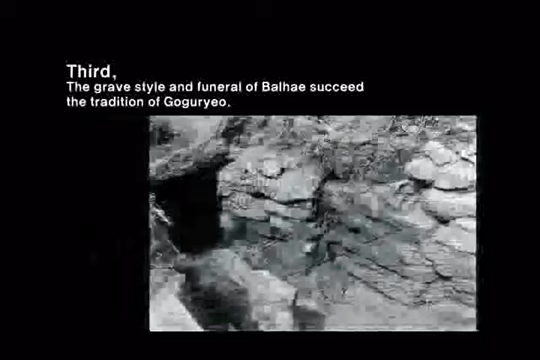 Third,
The grave style and funeral of Balhae succeed
the tradition of Goguryeo.